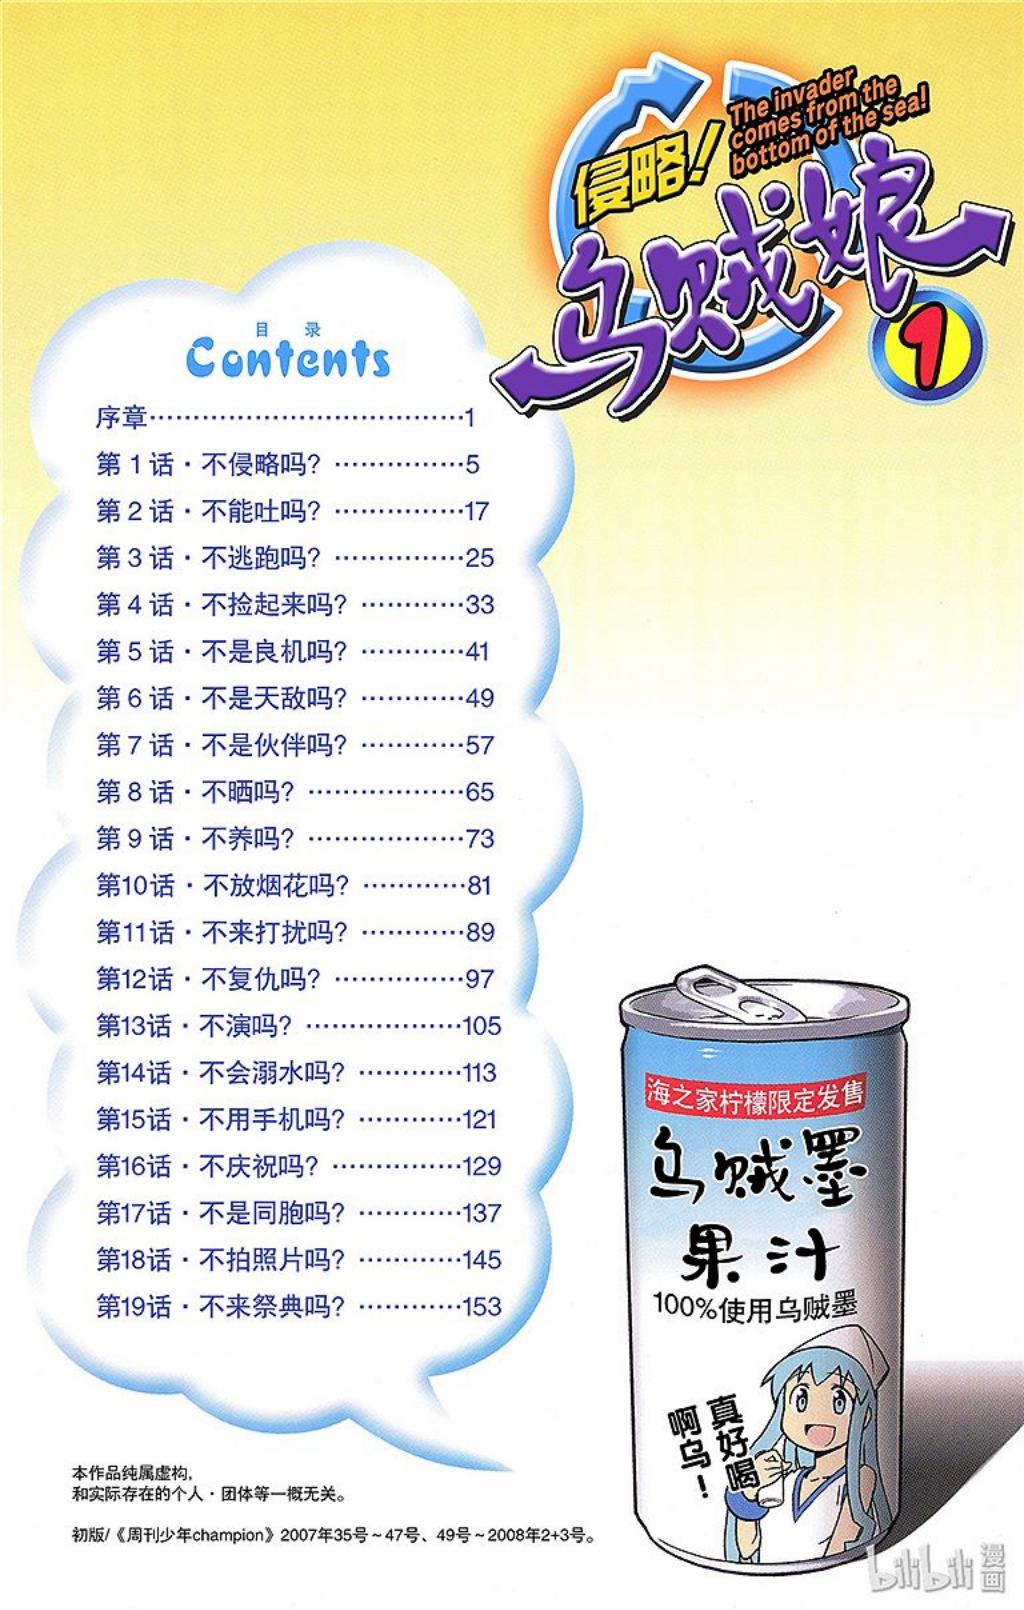 The invader
comes from the
bottom of the sea!
侵略!
乌贼娘
1
目 录
Contents
序章…………………………………1
第1话·不侵略吗? ……………5
第2话·不能吐吗? ……………17
第3话·不逃跑吗? ……………25
第4话·不捡起来吗? …………33
第5话·不是良机吗? …………41
第6话·不是天敌吗? …………49
第7话·不是伙伴吗? …………57
第8话·不晒吗? ………………65
第9话·不养吗? ………………73
第10话·不放烟花吗? …………81
第11话·不来打扰吗? …………89
第12话·不复仇吗? ……………97
第13话·不演吗? ………………105
第14话·不会溺水吗? …………113
第15话·不用手机吗? …………121
第16话·不庆祝吗? ……………129
第17话·不是同胞吗? …………137
第18话·不拍照片吗? …………145
第19话·不来祭典吗? …………153
海之家柠檬限定发售
乌贼墨
果汁
100%使用乌贼墨
真好喝
啊乌!
本作品纯属虚构,
和实际存在的个人·团体等一概无关。
初版/《周刊少年champion》2007年35号~47号、49号~2008年2+3号。
bilibili漫画